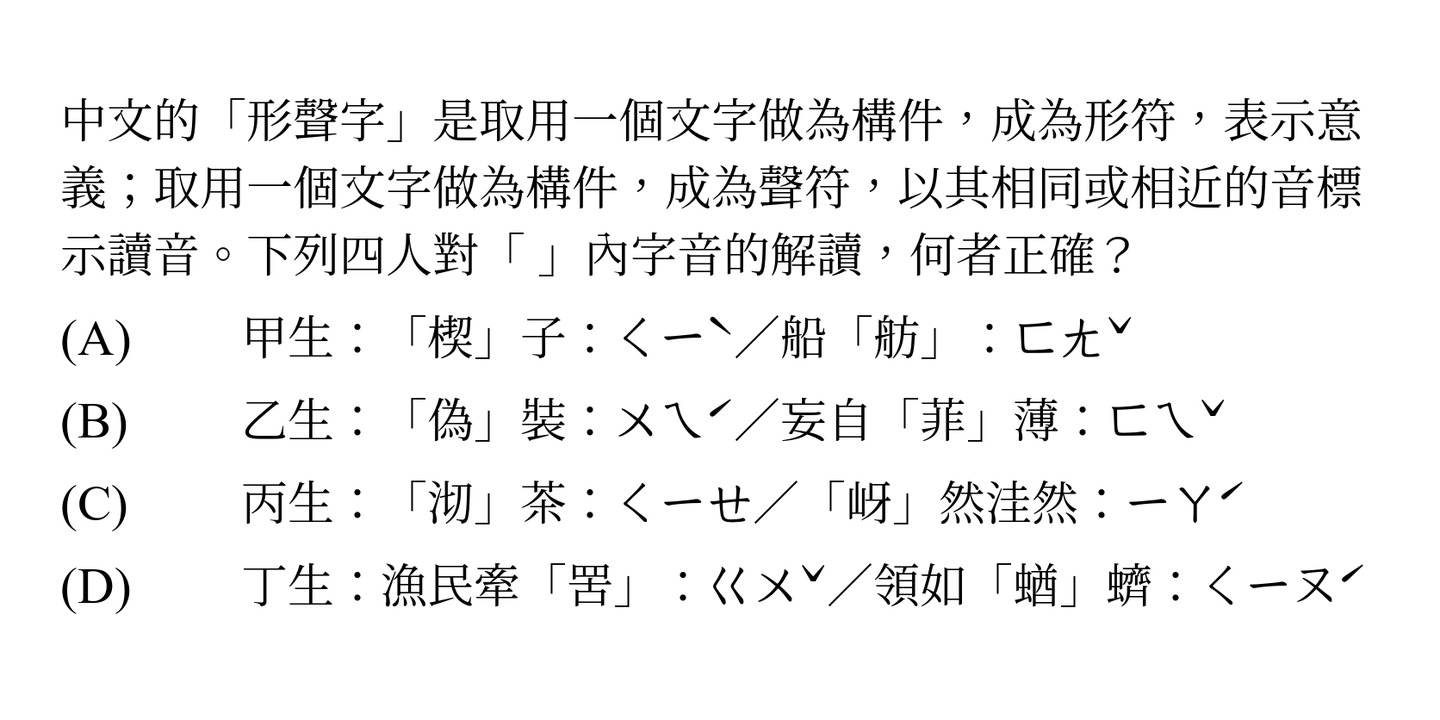 中文的「形聲字」是取用一個文字做為構件，成為形符，表示意
義；取用一個文字做為構件，成為聲符，以其相同或相近的音標
示讀音。下列四人對「 」內字音的解讀，何者正確？
(A) 甲生：「楔」子：ㄑㄧˋ／船「舫」：ㄈㄤˇ
(B) 乙生：「偽」裝：ㄨㄟˊ／妄自「菲」薄：ㄈㄟˇ
(C) 丙生：「沏」茶：ㄑㄧㄝ／「岈」然洼然：ㄧㄚˊ
(D) 丁生：漁民牽「罟」：ㄍㄨˇ／領如「蝤」蠐：ㄑㄧㄡˊ